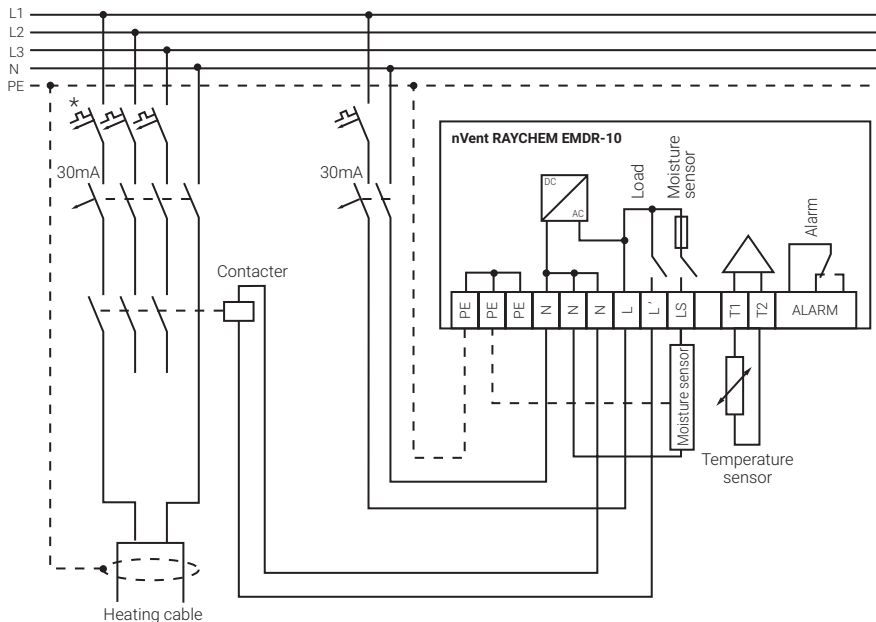 L1
L2
L3
N
PE
*
30mA
30mA
nVent RAYCHEM EMDR-10
DC
AC
Load
Moisture
sensor
Alarm
Contacter
PE
PE
PE
N
N
N
L
L'
LS
T1
T2
ALARM
Moisture sensor
Temperature
sensor
Heating cable